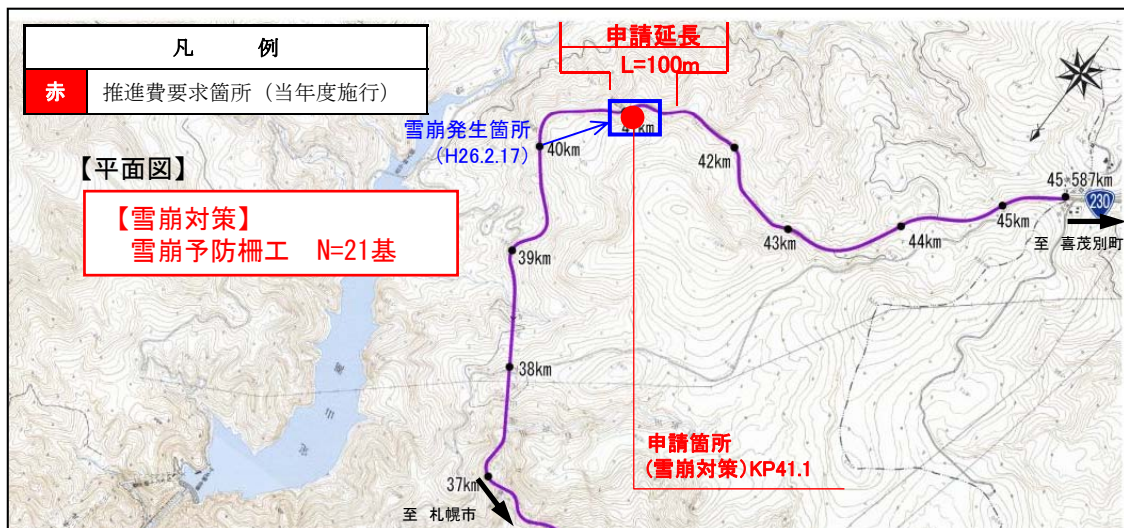 凡 例
赤 推進費要求箇所（当年度施行）
【平面図】
【雪崩対策】
雪崩予防柵工 N=21基
申請延長
L=100m
雪崩発生箇所
(H26.2.17)
41km
40km
42km
45.587km
230
45km
至 喜茂別町
44km
43km
39km
38km
申請箇所
(雪崩対策)KP41.1
37km
至 札幌市